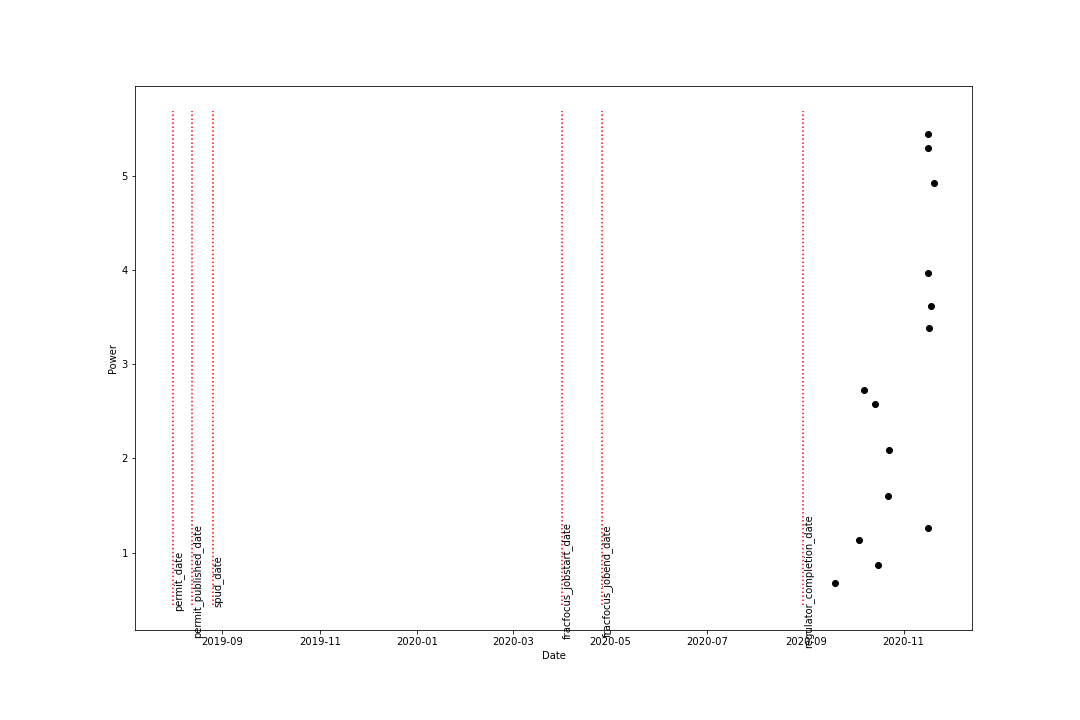 5
4
3
2
1
Power
permit_date
permit_published_date
spud_date
fracfocus_jobstart_date
fracfocus_jobend_date
regulator_completion_date
2019-09
2019-11
2020-01
2020-03
2020-05
2020-07
2020-09
2020-11
Date